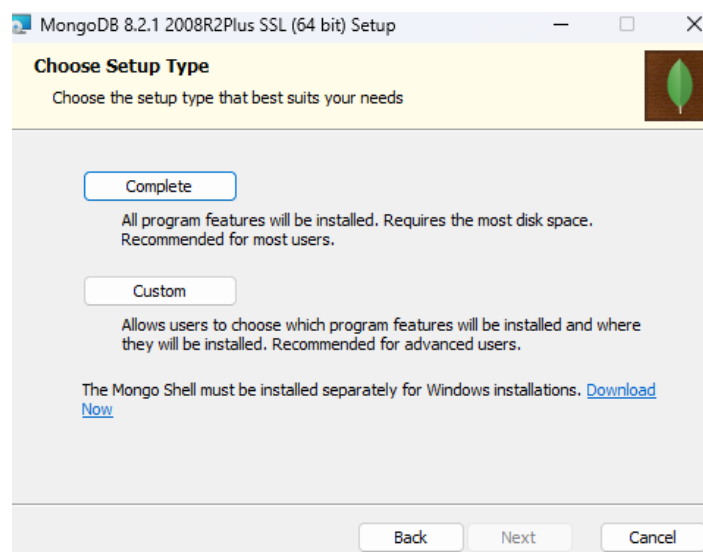 MongoDB 8.2.1 2008R2Plus SSL (64 bit) Setup
Choose Setup Type
Choose the setup type that best suits your needs
Complete
All program features will be installed. Requires the most disk space.
Recommended for most users.
Custom
Allows users to choose which program features will be installed and where
they will be installed. Recommended for advanced users.
The Mongo Shell must be installed separately for Windows installations. Download
Now
Back Next Cancel